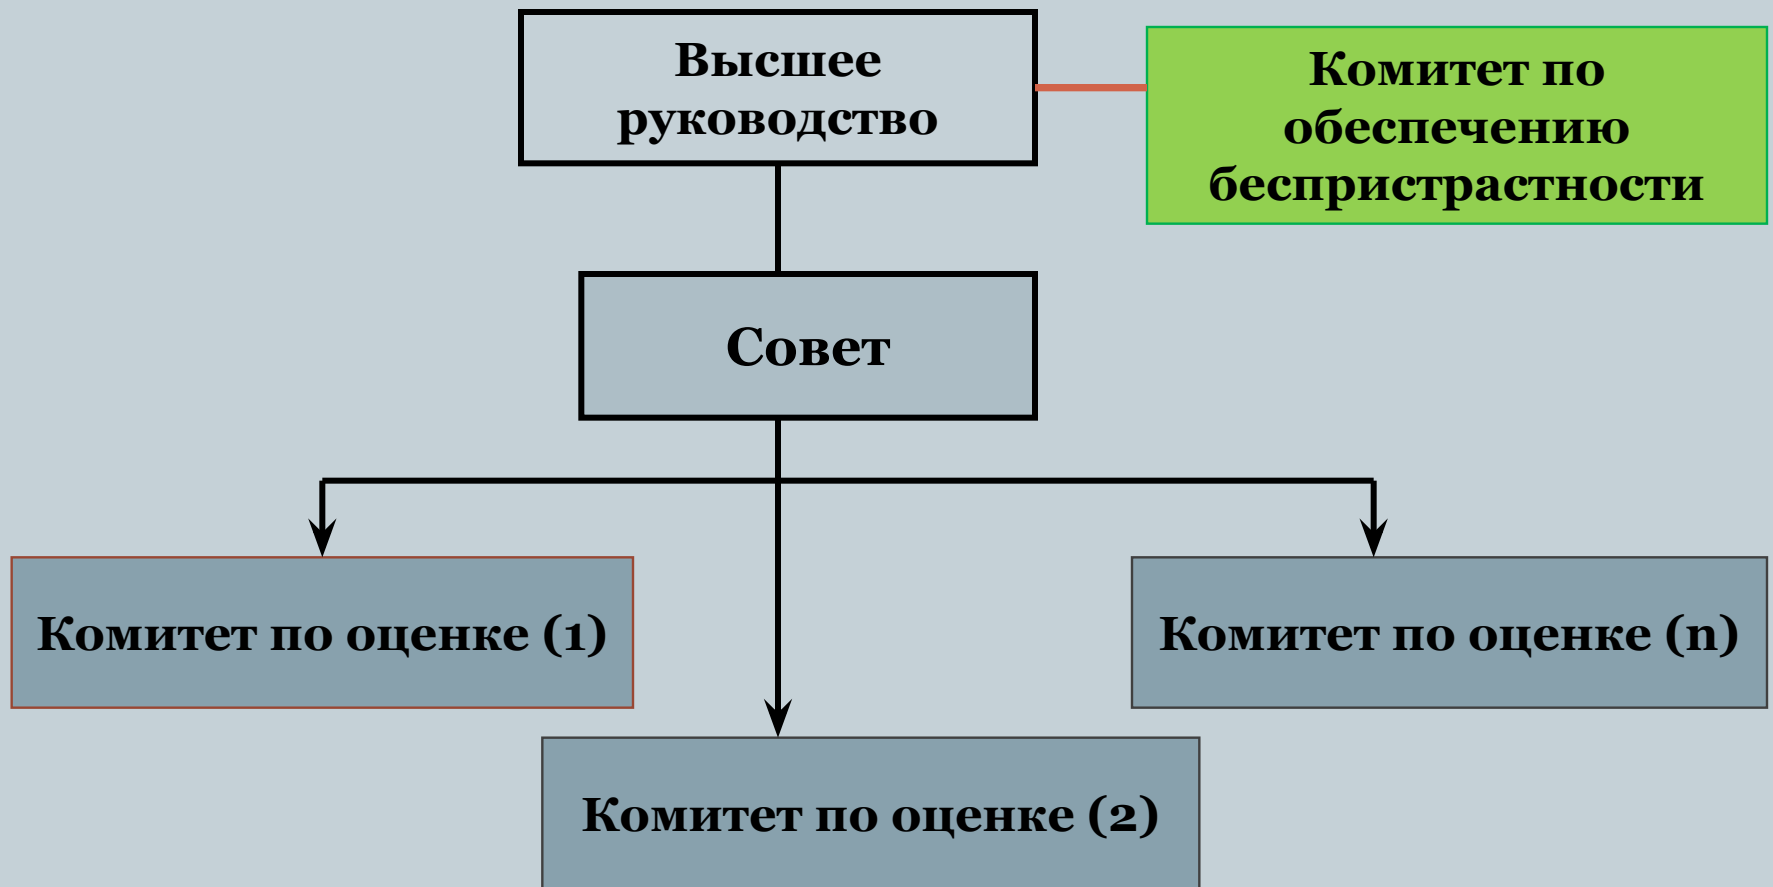 Высшее
руководство
Комитет по
обеспечению
беспристрастности
Совет
Комитет по оценке (1)
Комитет по оценке (n)
Комитет по оценке (2)